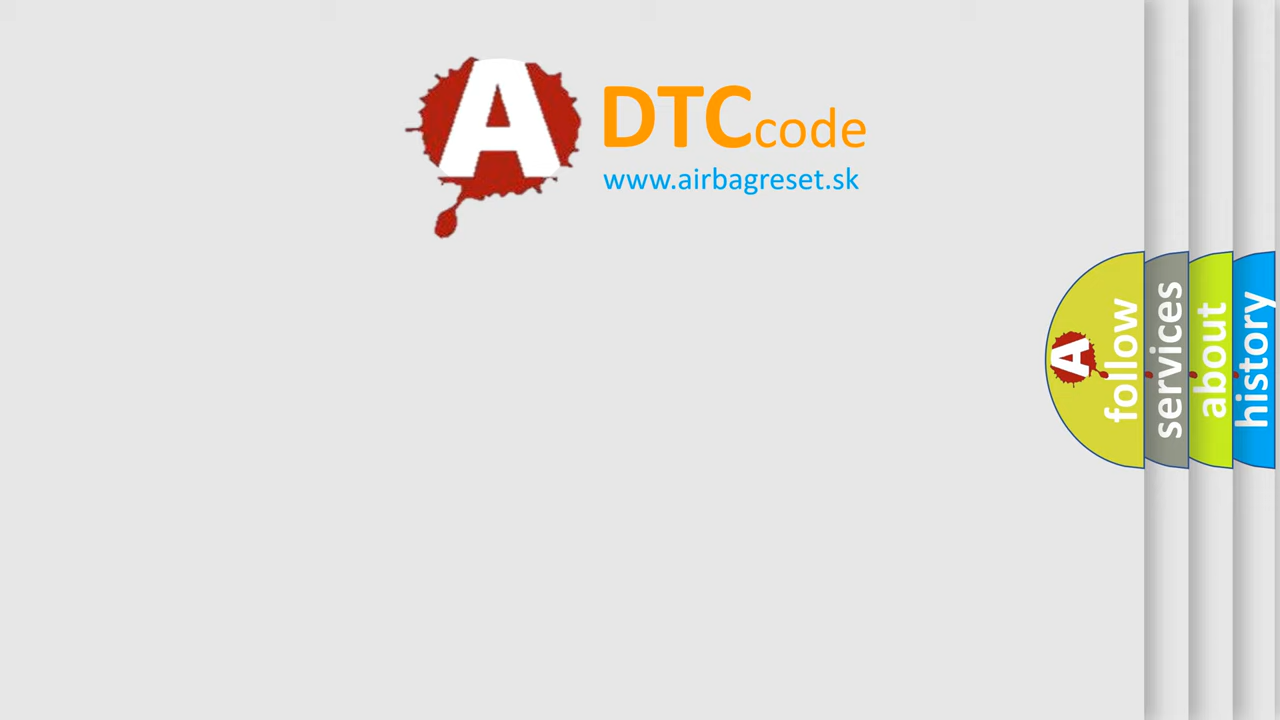 A
DTCcode
www.airbagreset.sk
A
follow
services
about
history